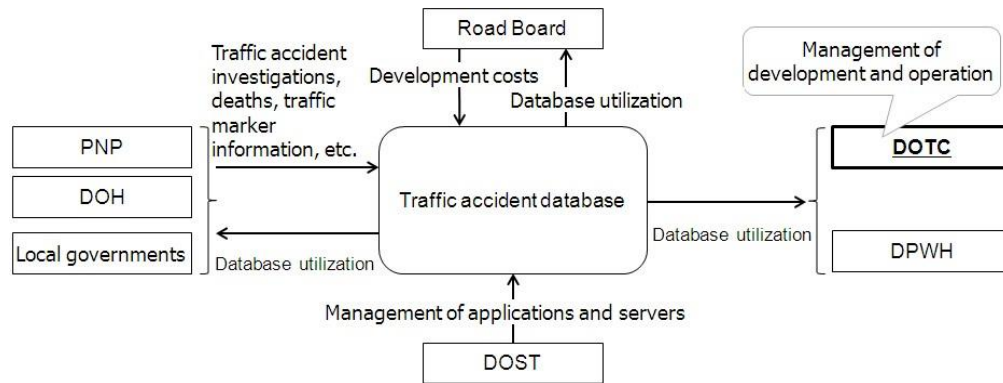 Road Board
Traffic accident
investigations,
deaths, traffic
marker
information, etc.
Development costs
Database utilization
Management of
development and operation
PNP
DOH
Local governments
Database utilization
Traffic accident database
Database utilization
DOTC
DPWH
Management of applications and servers
DOST